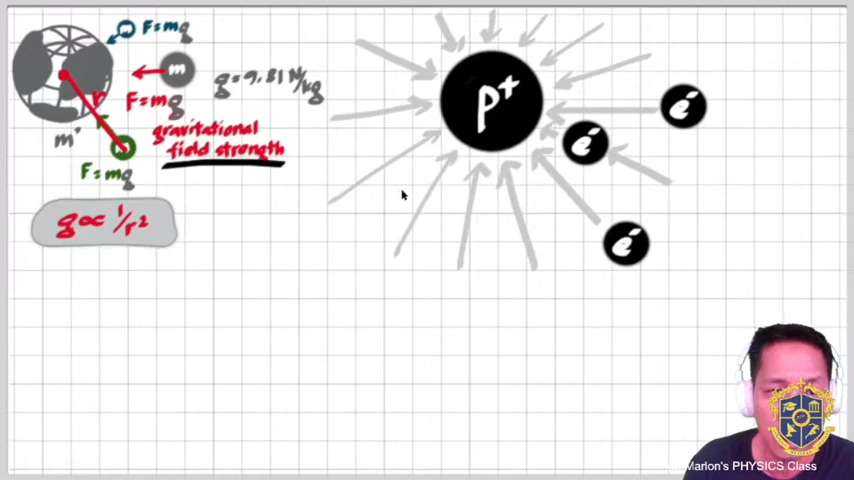 F=mg
m
g=9.81 N/kg
F=mg
r
gravitational
field strength
m
F=mg
g∝ 1/r²
p⁺
é
é
é
Marlon's PHYSICS Class